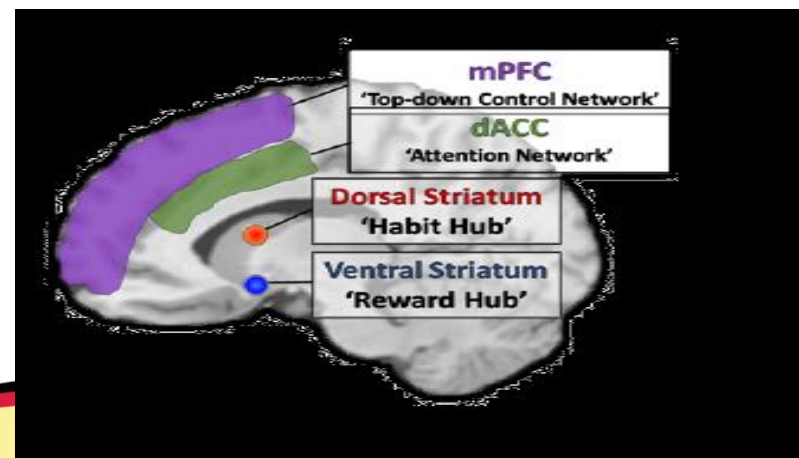 mPFC
'Top-down Control Network'
dACC
'Attention Network'
Dorsal Striatum
'Habit Hub'
Ventral Striatum
'Reward Hub'